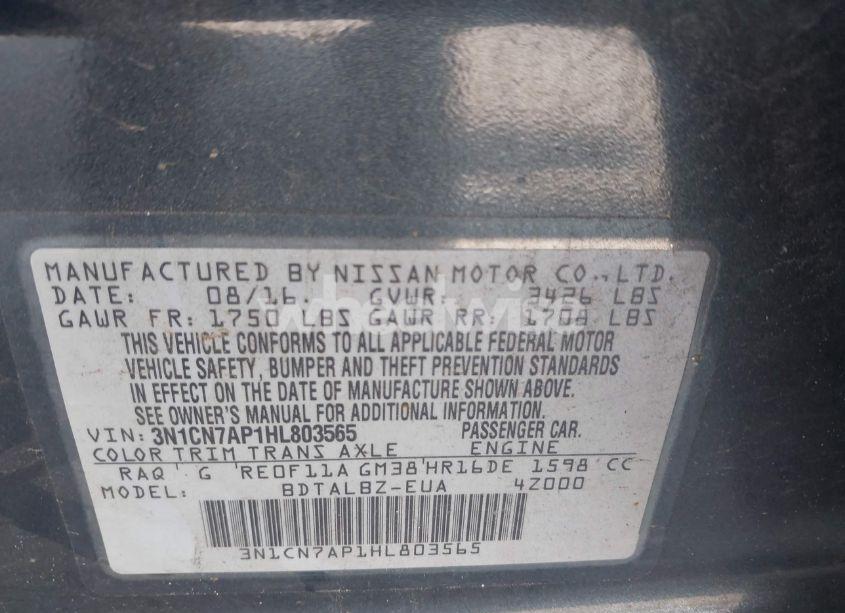 MANUFACTURED BY NISSAN MOTOR CO., LTD.
DATE: 08/16. GVWR: 3426 LBS
GAWR FR: 1750 LBS GAWR RR: 1708 LBS
THIS VEHICLE CONFORMS TO ALL APPLICABLE FEDERAL MOTOR
VEHICLE SAFETY, BUMPER AND THEFT PREVENTION STANDARDS
IN EFFECT ON THE DATE OF MANUFACTURE SHOWN ABOVE.
SEE OWNER'S MANUAL FOR ADDITIONAL INFORMATION.
VIN: 3N1CN7AP1HL803565 PASSENGER CAR.
COLOR TRIM TRANS AXLE ENGINE
RAQ G RE0F11A GM38 HR16DE 1598 CC
MODEL: BDTALBZ-EUA 4Z000
3N1CN7AP1HL803565